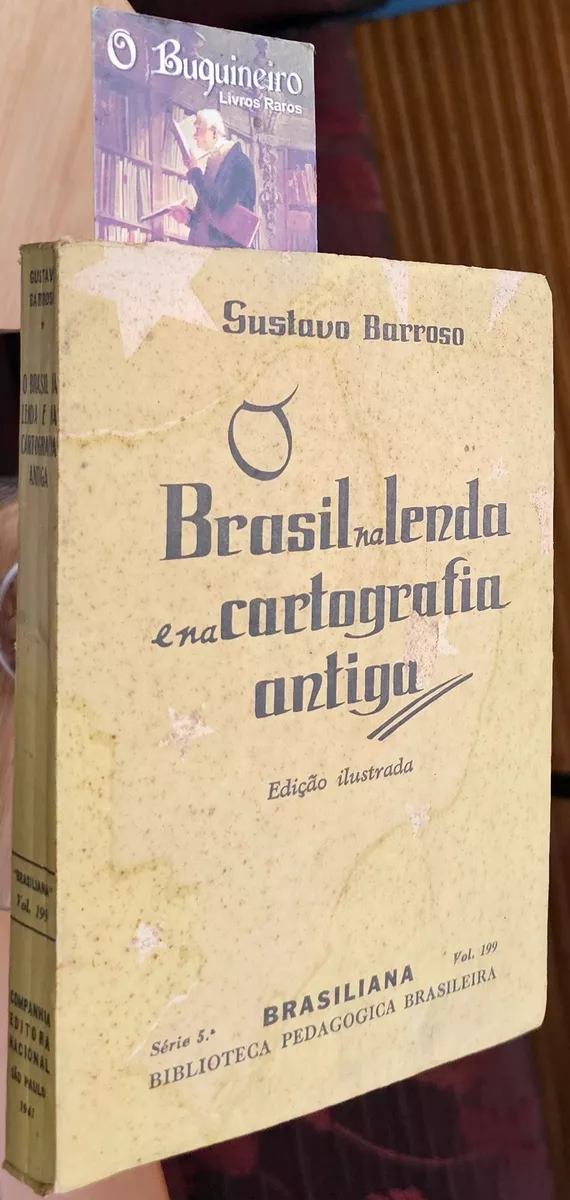 O Buquineiro
Livros Raros
Gustavo Barroso
O
Brasil na lenda
e na cartografia
antiga
Edição ilustrada
Série 5.ª BRASILIANA Vol. 199
BIBLIOTECA PEDAGOGICA BRASILEIRA
GUSTAVO
BARROSO
O BRASIL NA
LENDA E NA
CARTOGRAFIA
ANTIGA
"BRASILIANA"
Vol. 199
COMPANHIA
EDITORA
NACIONAL
SÃO PAULO
1941